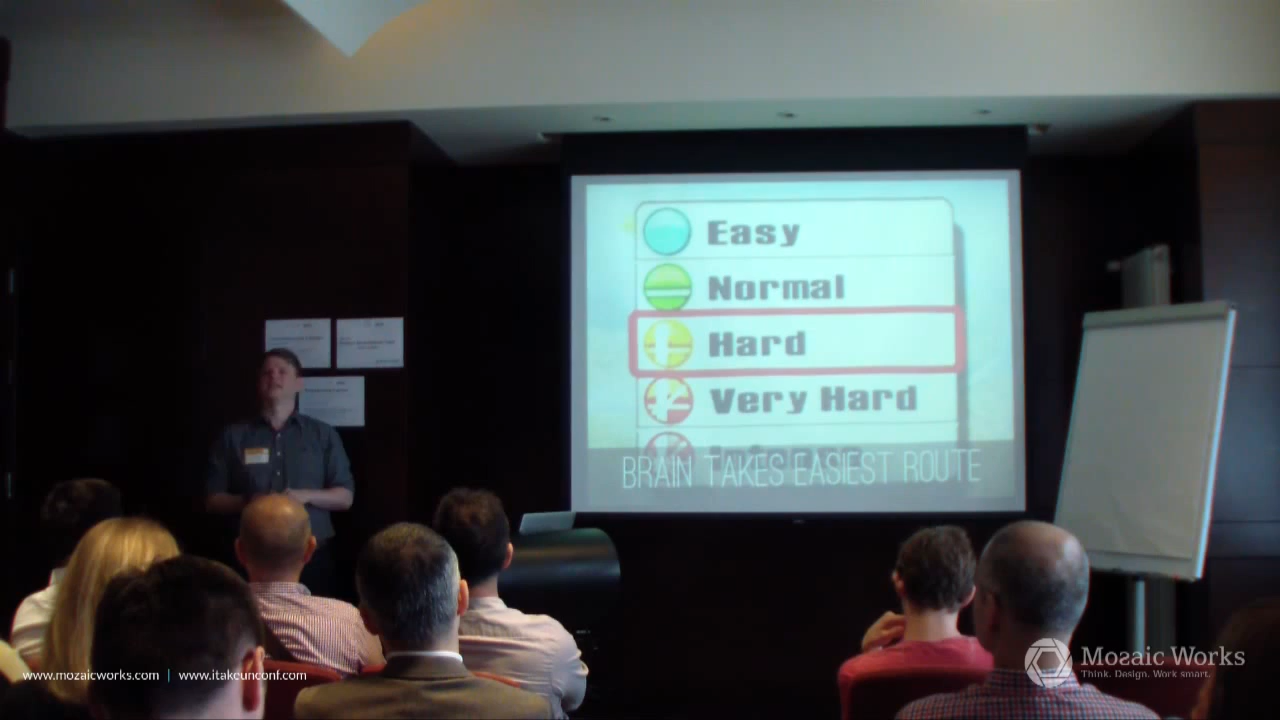 Easy
Normal
Hard
Very Hard
BRAIN TAKES EASIEST ROUTE
www.mozaicworks.com | www.itakeunconf.com
Mozaic Works
Think. Design. Work smart.